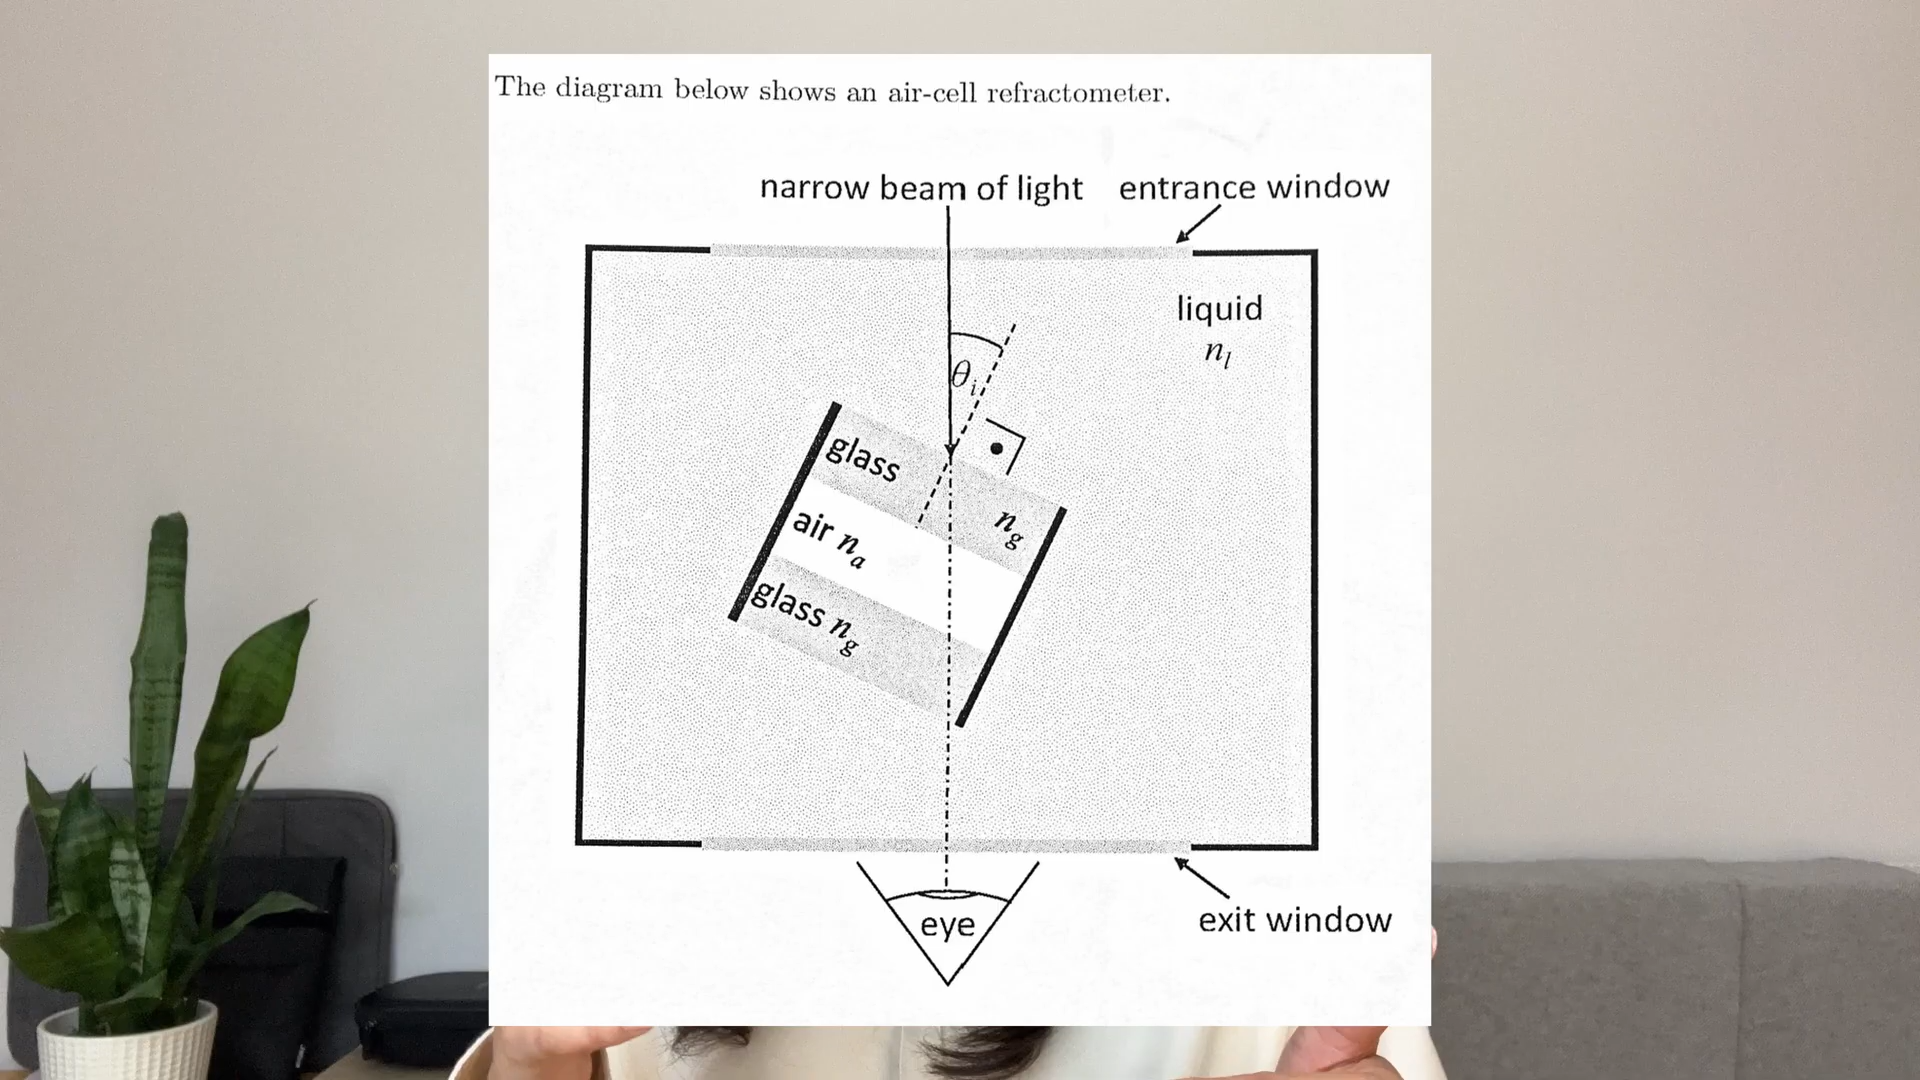 The diagram below shows an air-cell refractometer.
narrow beam of light
entrance window
liquid
n_l
θ_i
glass
n_g
air n_a
glass n_g
eye
exit window